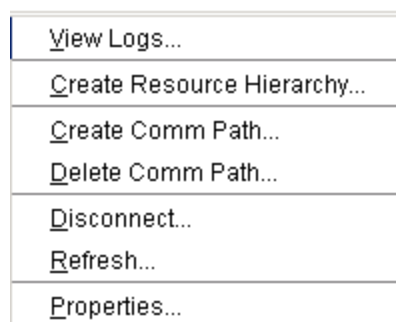 View Logs...
Create Resource Hierarchy...
Create Comm Path...
Delete Comm Path...
Disconnect...
Refresh...
Properties...